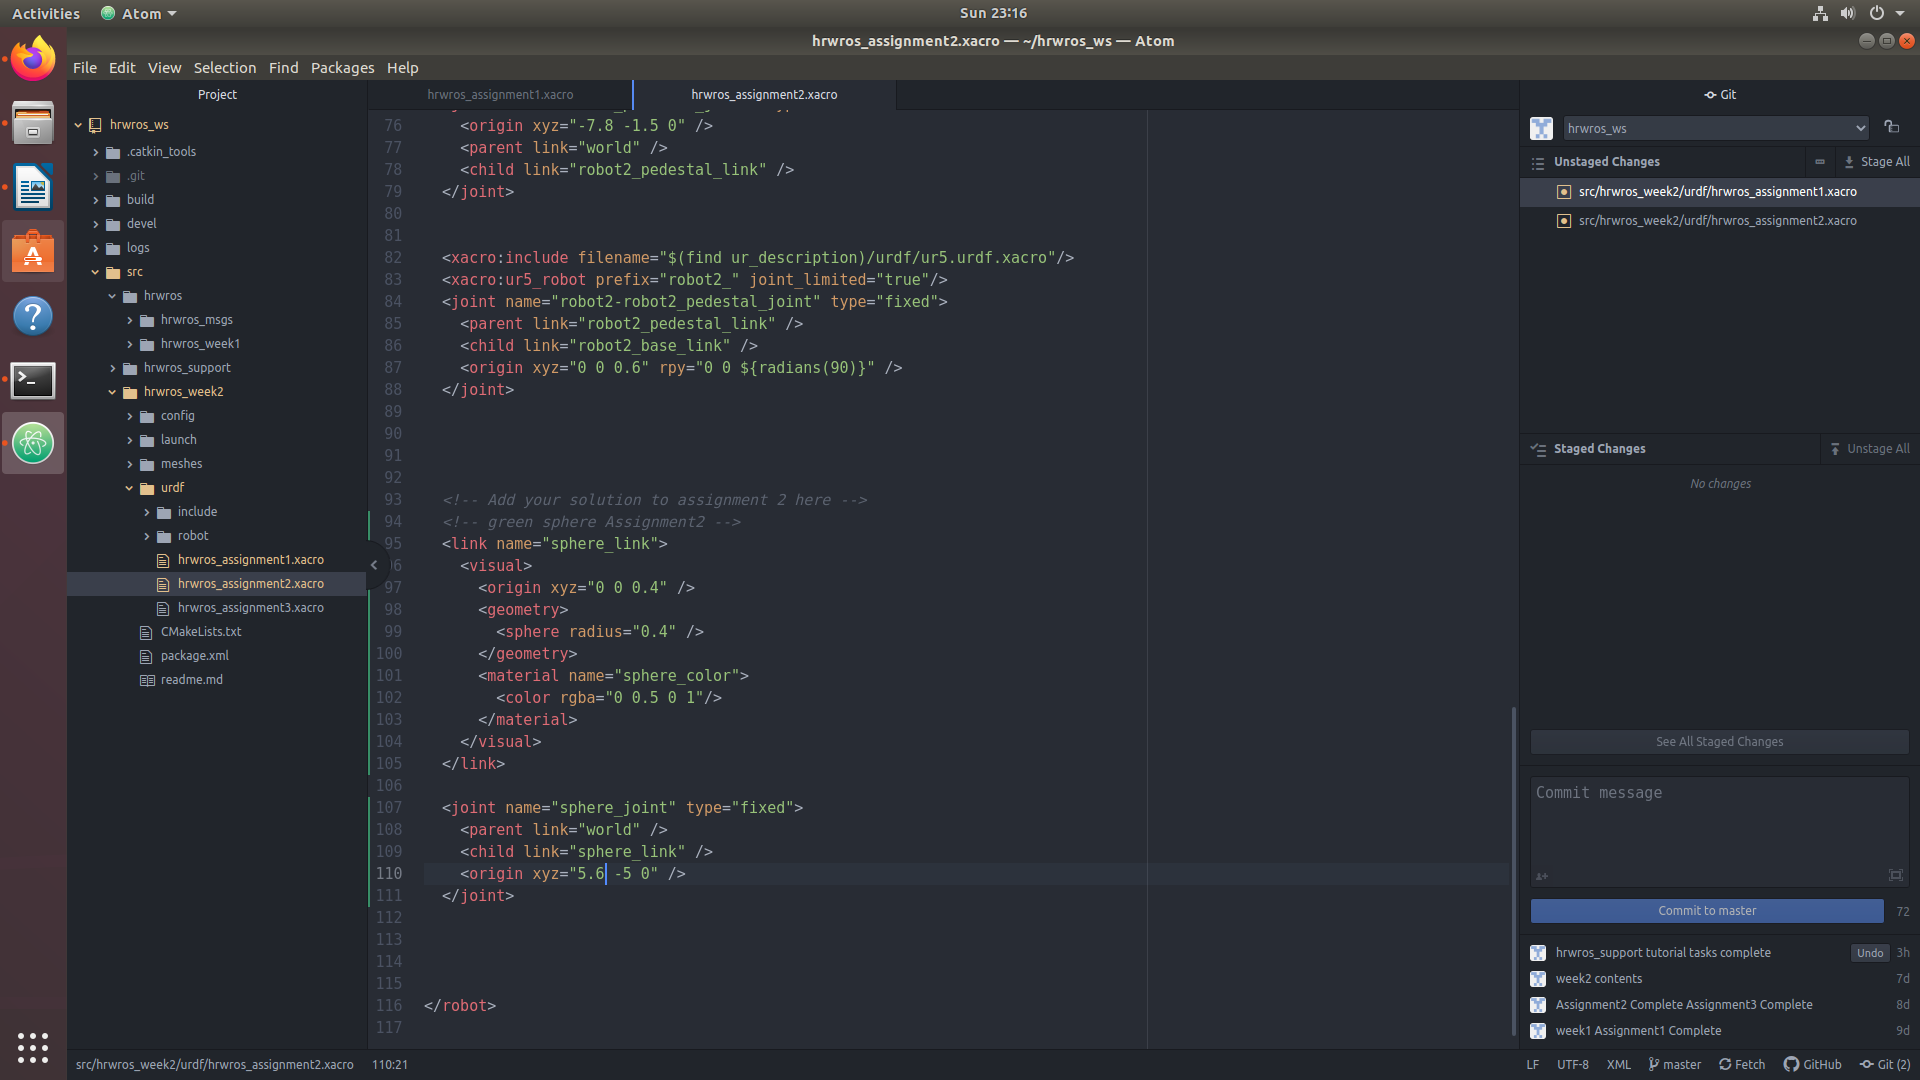 Activities
Atom
Sun 23:16
hrwros_assignment2.xacro — ~/hrwros_ws — Atom
File Edit View Selection Find Packages Help
Project
hrwros_ws
.catkin_tools
.git
build
devel
logs
src
hrwros
hrwros_msgs
hrwros_week1
hrwros_support
hrwros_week2
config
launch
meshes
urdf
include
robot
hrwros_assignment1.xacro
hrwros_assignment2.xacro
hrwros_assignment3.xacro
CMakeLists.txt
package.xml
readme.md
hrwros_assignment1.xacro
hrwros_assignment2.xacro
76 <origin xyz="-7.8 -1.5 0" />
77 <parent link="world" />
78 <child link="robot2_pedestal_link" />
79 </joint>
80
81
82 <xacro:include filename="$(find ur_description)/urdf/ur5.urdf.xacro"/>
83 <xacro:ur5_robot prefix="robot2_" joint_limited="true"/>
84 <joint name="robot2-robot2_pedestal_joint" type="fixed">
85 <parent link="robot2_pedestal_link" />
86 <child link="robot2_base_link" />
87 <origin xyz="0 0 0.6" rpy="0 0 ${radians(90)}" />
88 </joint>
89
90
91
92
93 <!-- Add your solution to assignment 2 here -->
94 <!-- green sphere Assignment2 -->
95 <link name="sphere_link">
96 <visual>
97 <origin xyz="0 0 0.4" />
98 <geometry>
99 <sphere radius="0.4" />
100 </geometry>
101 <material name="sphere_color">
102 <color rgba="0 0.5 0 1"/>
103 </material>
104 </visual>
105 </link>
106
107 <joint name="sphere_joint" type="fixed">
108 <parent link="world" />
109 <child link="sphere_link" />
110 <origin xyz="5.6 -5 0" />
111 </joint>
112
113
114
115
116 </robot>
117
Git
hrwros_ws
Unstaged Changes
Stage All
src/hrwros_week2/urdf/hrwros_assignment1.xacro
src/hrwros_week2/urdf/hrwros_assignment2.xacro
Staged Changes
Unstage All
No changes
See All Staged Changes
Commit message
Commit to master
72
hrwros_support tutorial tasks complete Undo 3h
week2 contents 7d
Assignment2 Complete Assignment3 Complete 8d
week1 Assignment1 Complete 9d
src/hrwros_week2/urdf/hrwros_assignment2.xacro 110:21
LF UTF-8 XML master Fetch GitHub Git (2)